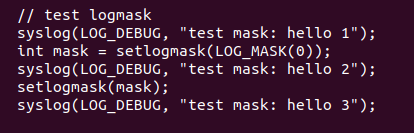 // test logmask
syslog(LOG_DEBUG, "test mask: hello 1");
int mask = setlogmask(LOG_MASK(0));
syslog(LOG_DEBUG, "test mask: hello 2");
setlogmask(mask);
syslog(LOG_DEBUG, "test mask: hello 3");